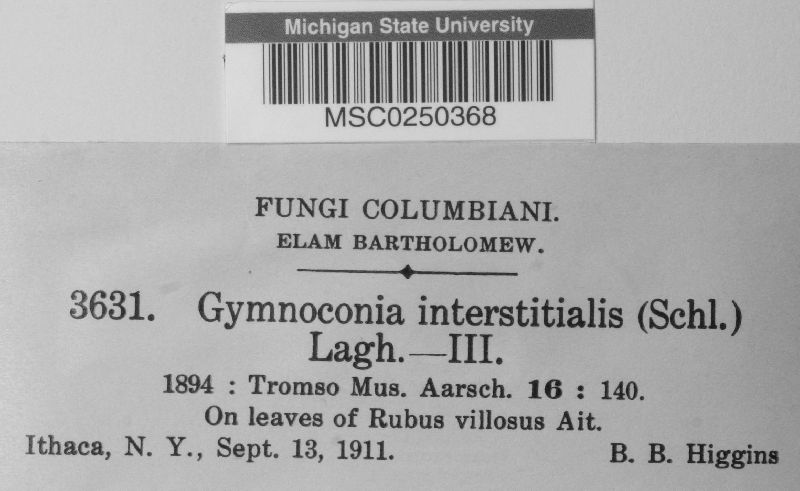 Michigan State University
MSC0250368
FUNGI COLUMBIANI.
ELAM BARTHOLOMEW.
3631. Gymnoconia interstitialis (Schl.)
Lagh.—III.
1894 : Tromso Mus. Aarsch. 16 : 140.
On leaves of Rubus villosus Ait.
Ithaca, N. Y., Sept. 13, 1911. B. B. Higgins